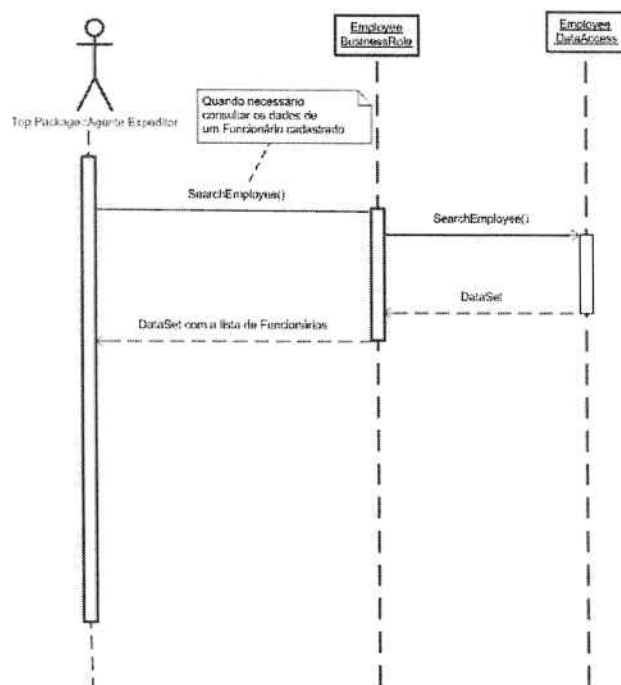 Employee
BusinessRole
Employee
DataAccess
Quando necessário
consultar os dados de
um Funcionário cadastrado
Top Package::Agente Expeditor
SearchEmployee()
SearchEmployee()
DataSet
DataSet com a lista de Funcionários